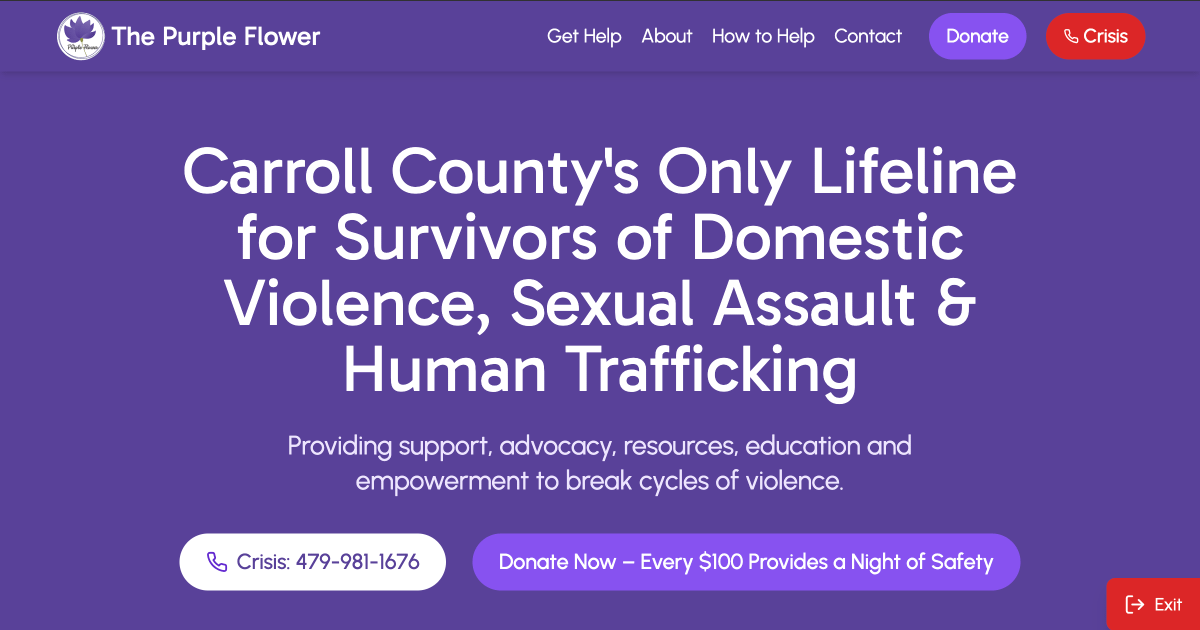 Purple Flower
The Purple Flower
Get Help
About
How to Help
Contact
Donate
Crisis
Carroll County's Only Lifeline
for Survivors of Domestic
Violence, Sexual Assault &
Human Trafficking
Providing support, advocacy, resources, education and
empowerment to break cycles of violence.
Crisis: 479-981-1676
Donate Now – Every $100 Provides a Night of Safety
Exit